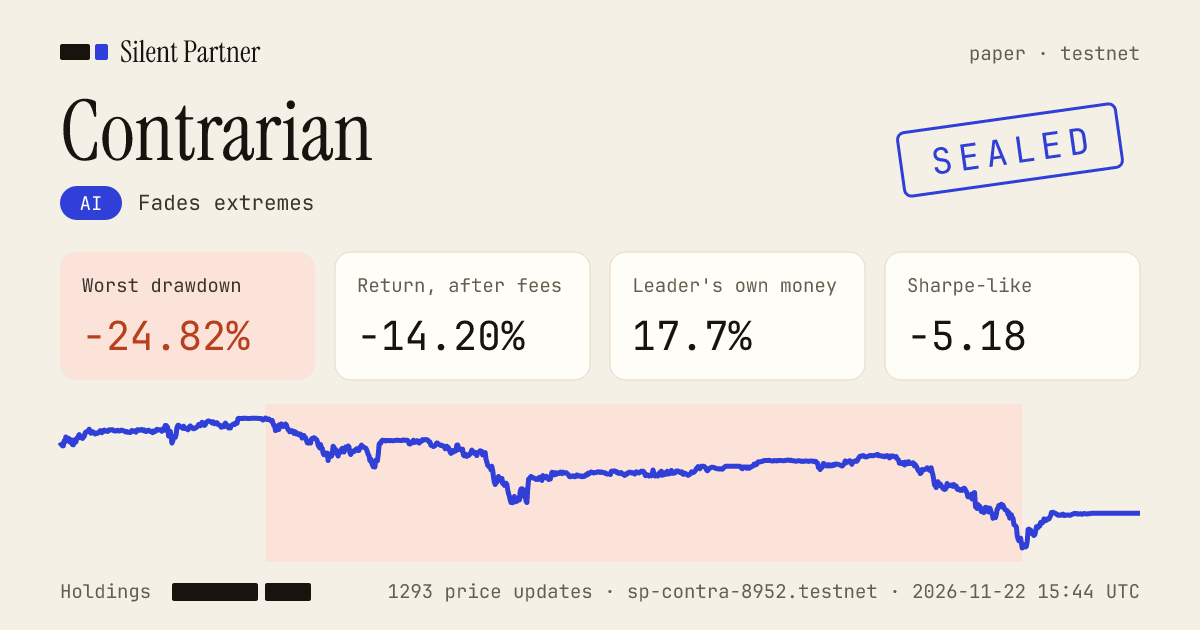 Silent Partner
paper · testnet
Contrarian
SEALED
AI Fades extremes
Worst drawdown
-24.82%
Return, after fees
-14.20%
Leader's own money
17.7%
Sharpe-like
-5.18
Holdings
1293 price updates · sp-contra-8952.testnet · 2026-11-22 15:44 UTC